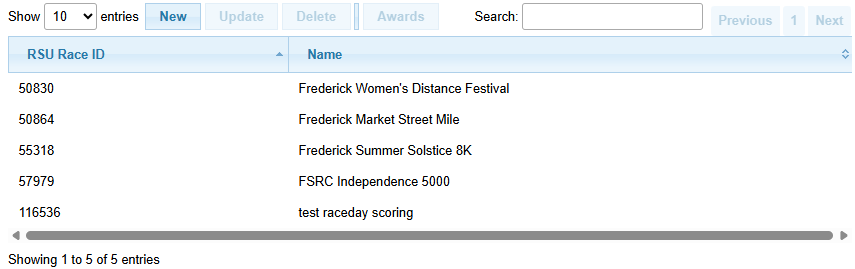 Show 10 entries New Update Delete Awards Search: Previous 1 Next
RSU Race ID Name
50830 Frederick Women's Distance Festival
50864 Frederick Market Street Mile
55318 Frederick Summer Solstice 8K
57979 FSRC Independence 5000
116536 test raceday scoring
Showing 1 to 5 of 5 entries